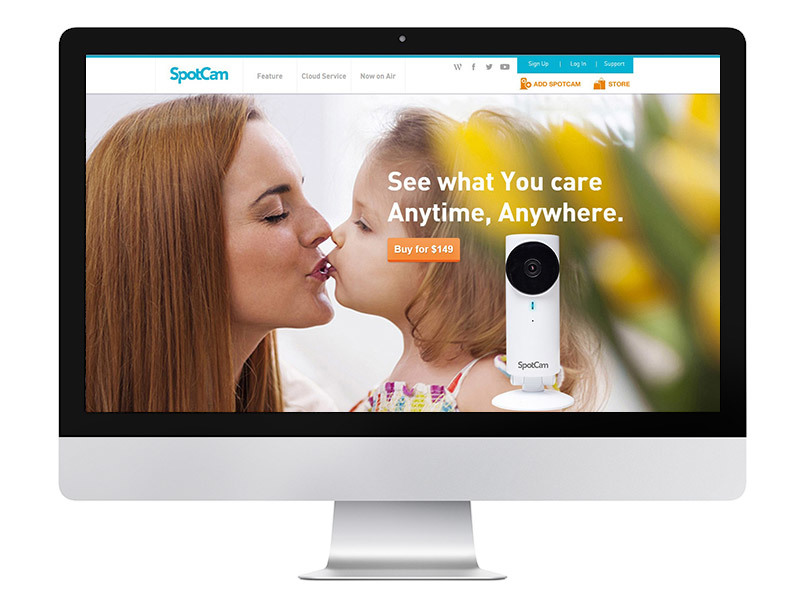 SpotCam
Feature
Cloud Service
Now on Air
Sign Up | Log In | Support
ADD SPOTCAM
STORE
See what You care
Anytime, Anywhere.
Buy for $149
SpotCam